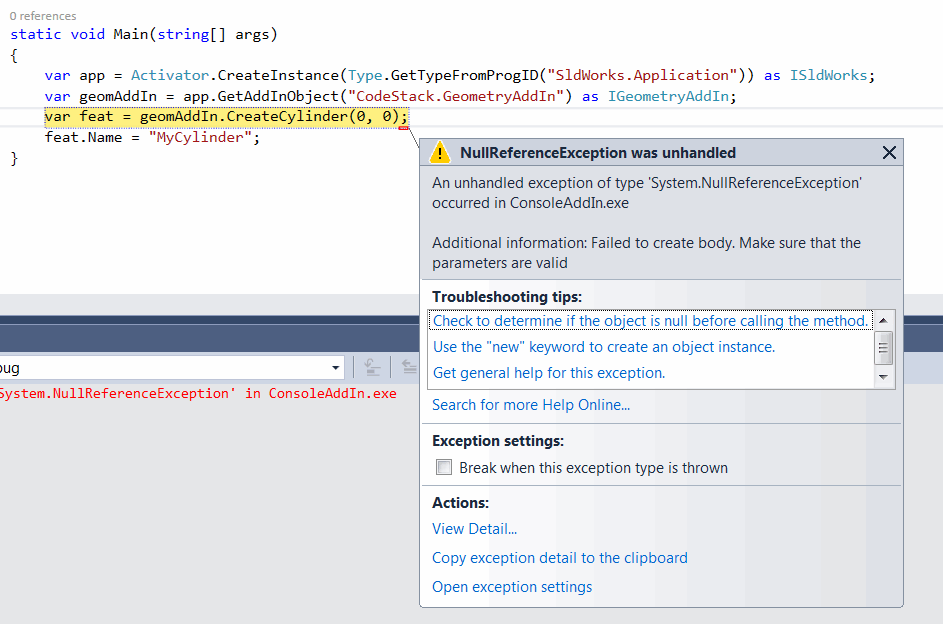 0 references
static void Main(string[] args)
{
var app = Activator.CreateInstance(Type.GetTypeFromProgID("SldWorks.Application")) as ISldWorks;
var geomAddIn = app.GetAddInObject("CodeStack.GeometryAddIn") as IGeometryAddIn;
var feat = geomAddIn.CreateCylinder(0, 0);
feat.Name = "MyCylinder";
}
NullReferenceException was unhandled
An unhandled exception of type 'System.NullReferenceException'
occurred in ConsoleAddIn.exe
Additional information: Failed to create body. Make sure that the
parameters are valid
Troubleshooting tips:
Check to determine if the object is null before calling the method.
Use the "new" keyword to create an object instance.
Get general help for this exception.
Search for more Help Online...
Exception settings:
Break when this exception type is thrown
Actions:
View Detail...
Copy exception detail to the clipboard
Open exception settings
bug
System.NullReferenceException' in ConsoleAddIn.exe